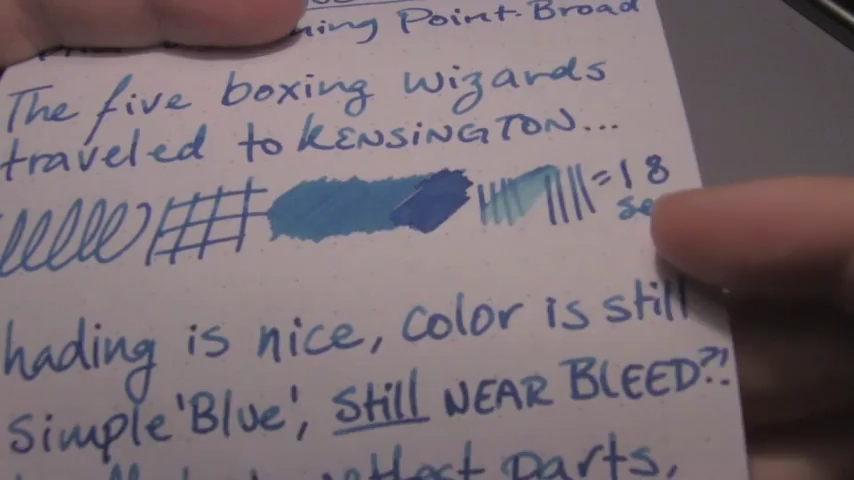 Point-Broad
The five boxing wizards
traveled to KENSINGTON...
=18
hading is nice, color is still
Simple 'Blue', Still NEAR BLEED?!
parts,